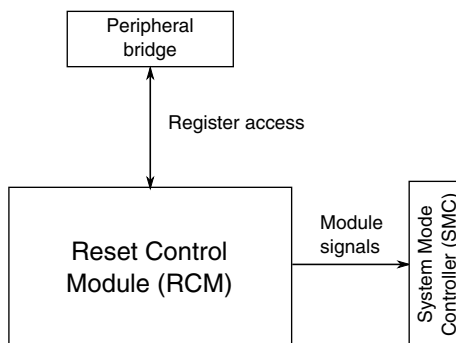 Peripheral
bridge
Register access
Reset Control
Module (RCM)
Module
signals
System Mode
Controller (SMC)